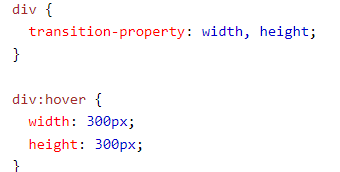 div {
  transition-property: width, height;
}

div:hover {
  width: 300px;
  height: 300px;
}